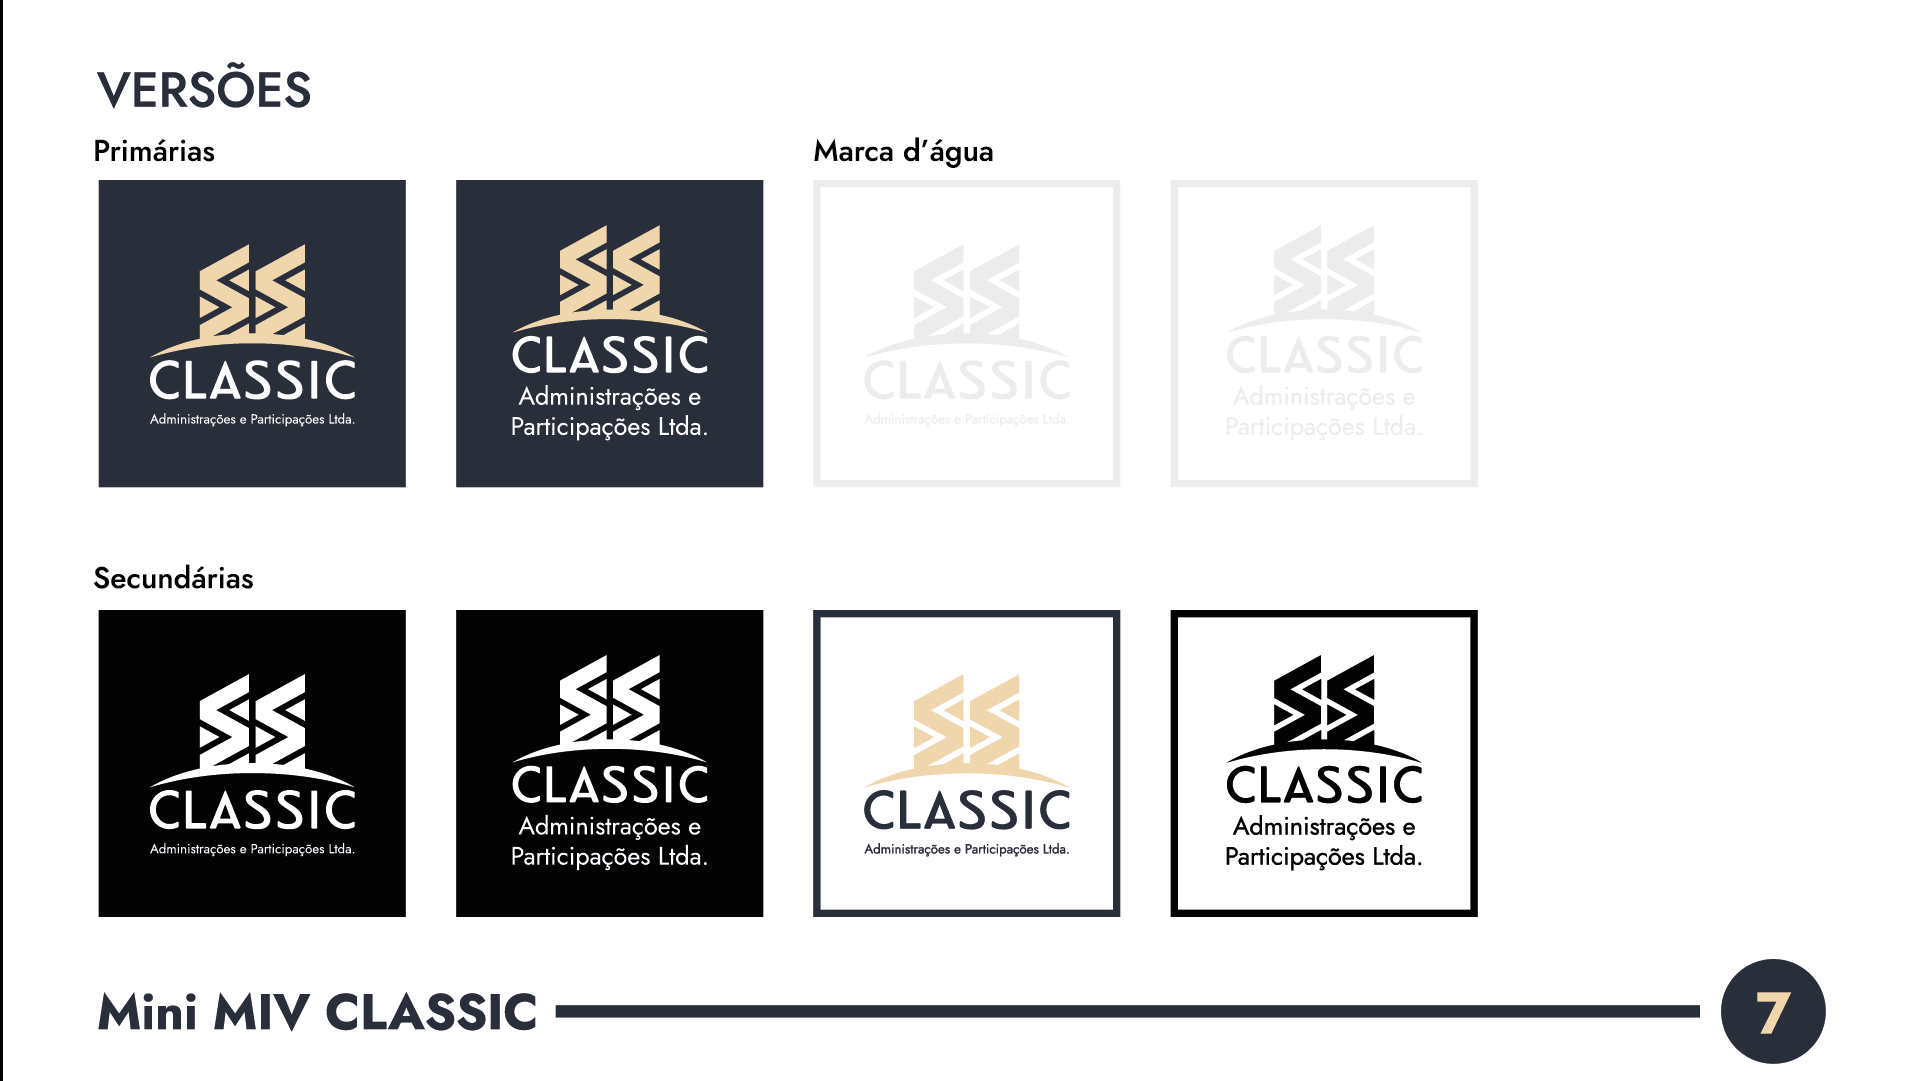 VERSÕES
Primárias
CLASSIC
Administrações e Participações Ltda.
CLASSIC
Administrações e
Participações Ltda.
Marca d’água
CLASSIC
Administrações e Participações Ltda.
CLASSIC
Administrações e
Participações Ltda.
Secundárias
CLASSIC
Administrações e Participações Ltda.
CLASSIC
Administrações e
Participações Ltda.
CLASSIC
Administrações e Participações Ltda.
CLASSIC
Administrações e
Participações Ltda.
Mini MIV CLASSIC
7